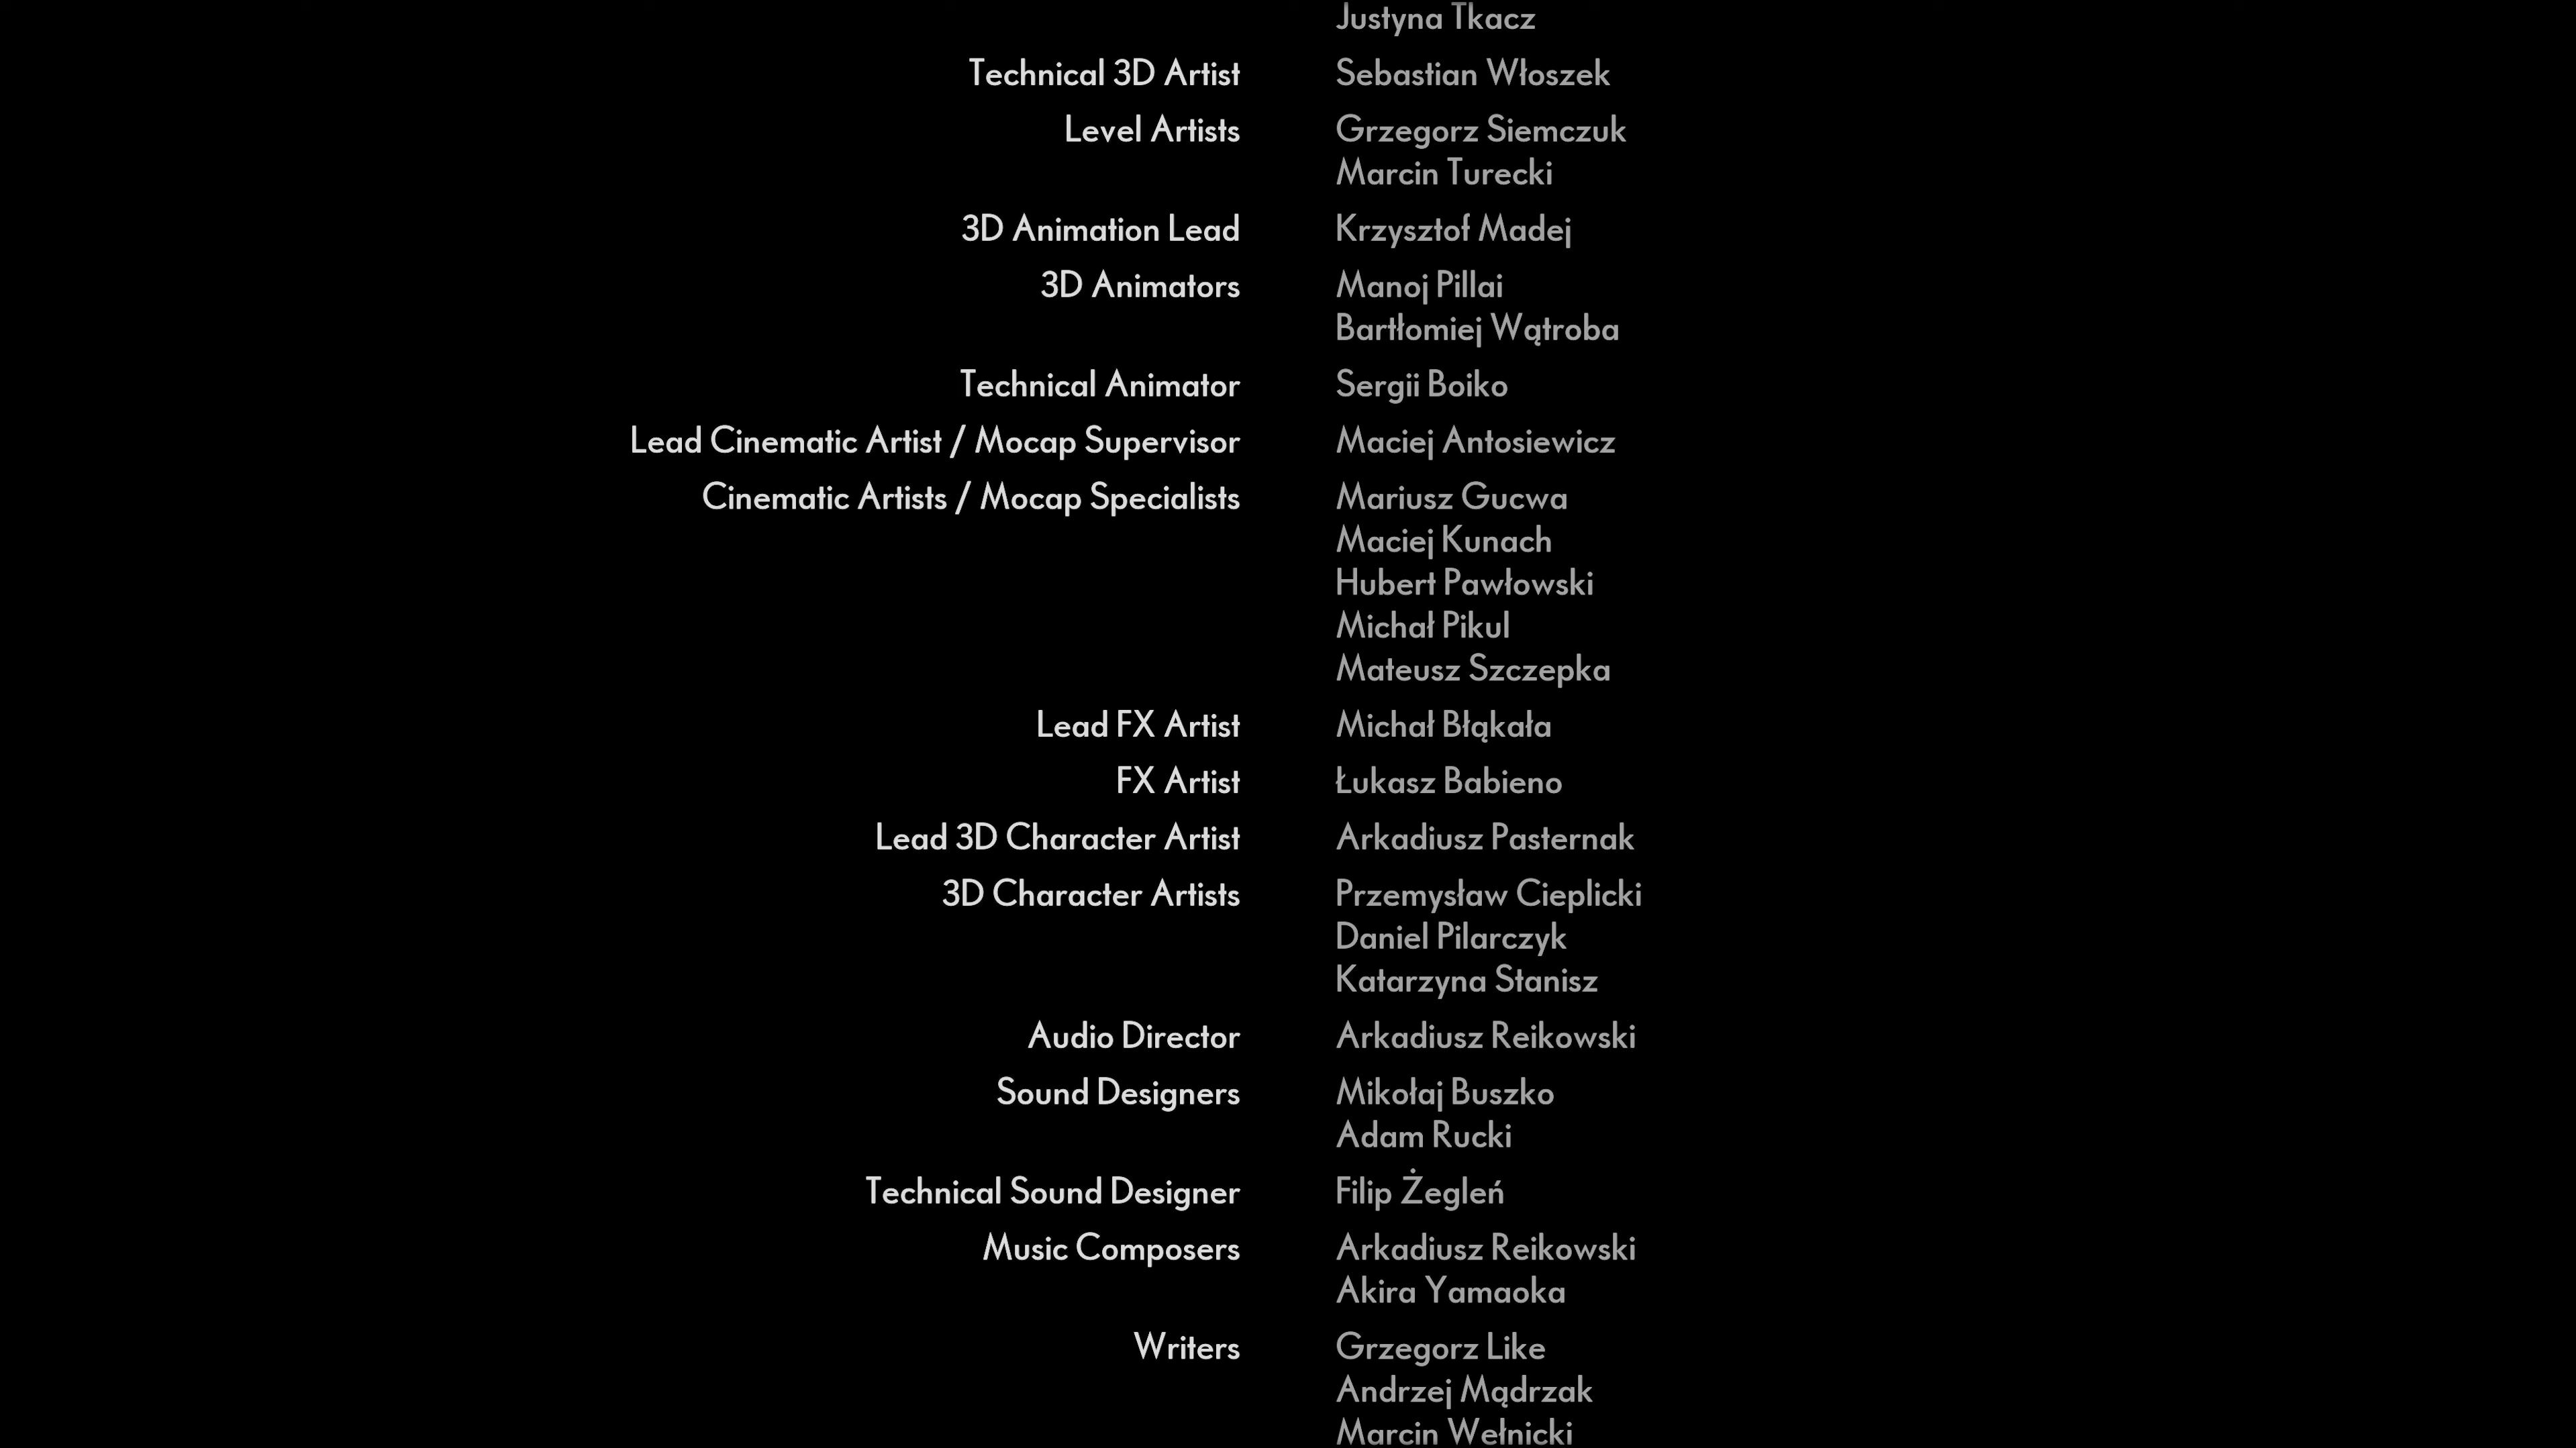 Justyna Tkacz
Technical 3D Artist Sebastian Włoszek
Level Artists Grzegorz Siemczuk
Marcin Turecki
3D Animation Lead Krzysztof Madej
3D Animators Manoj Pillai
Bartłomiej Wątroba
Technical Animator Sergii Boiko
Lead Cinematic Artist / Mocap Supervisor Maciej Antosiewicz
Cinematic Artists / Mocap Specialists Mariusz Gucwa
Maciej Kunach
Hubert Pawłowski
Michał Pikul
Mateusz Szczepka
Lead FX Artist Michał Błąkała
FX Artist Łukasz Babieno
Lead 3D Character Artist Arkadiusz Pasternak
3D Character Artists Przemysław Cieplicki
Daniel Pilarczyk
Katarzyna Stanisz
Audio Director Arkadiusz Reikowski
Sound Designers Mikołaj Buszko
Adam Rucki
Technical Sound Designer Filip Żegleń
Music Composers Arkadiusz Reikowski
Akira Yamaoka
Writers Grzegorz Like
Andrzej Mądrzak
Marcin Wełnicki